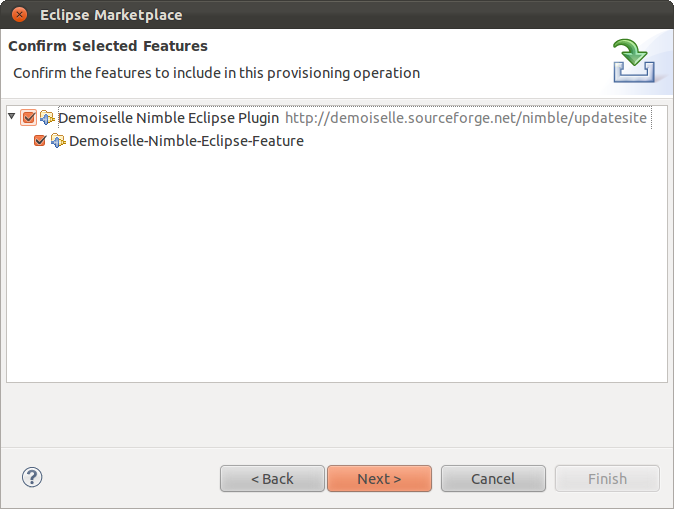 Eclipse Marketplace
Confirm Selected Features
Confirm the features to include in this provisioning operation
Demoiselle Nimble Eclipse Plugin http://demoiselle.sourceforge.net/nimble/updatesite
Demoiselle-Nimble-Eclipse-Feature
? < Back Next > Cancel Finish